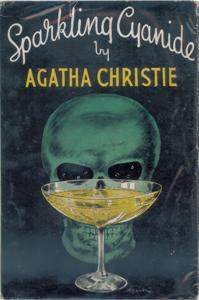 Sparkling Cyanide
by
AGATHA CHRISTIE